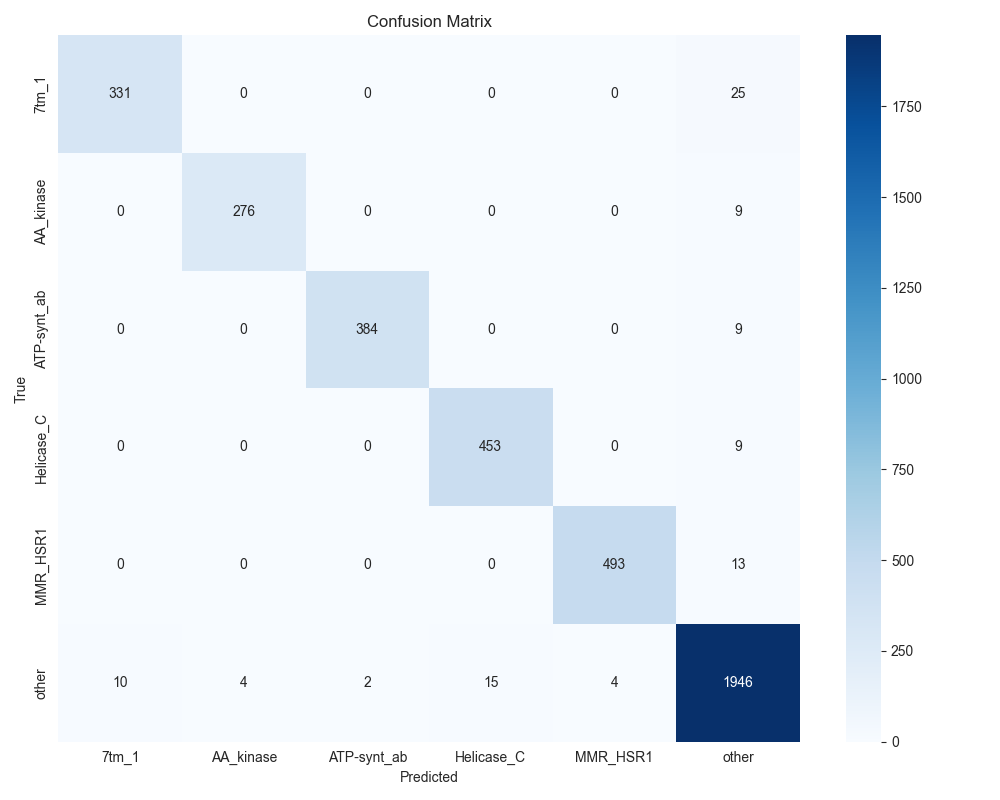 Confusion Matrix
7tm_1 331 0 0 0 0 25
AA_kinase 0 276 0 0 0 9
ATP-synt_ab 0 0 384 0 0 9
Helicase_C 0 0 0 453 0 9
MMR_HSR1 0 0 0 0 493 13
other 10 4 2 15 4 1946
True
7tm_1 AA_kinase ATP-synt_ab Helicase_C MMR_HSR1 other
Predicted
1750
1500
1250
1000
750
500
250
0